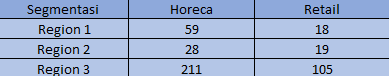 Segmentasi Horeca Retail
Region 1 59 18
Region 2 28 19
Region 3 211 105